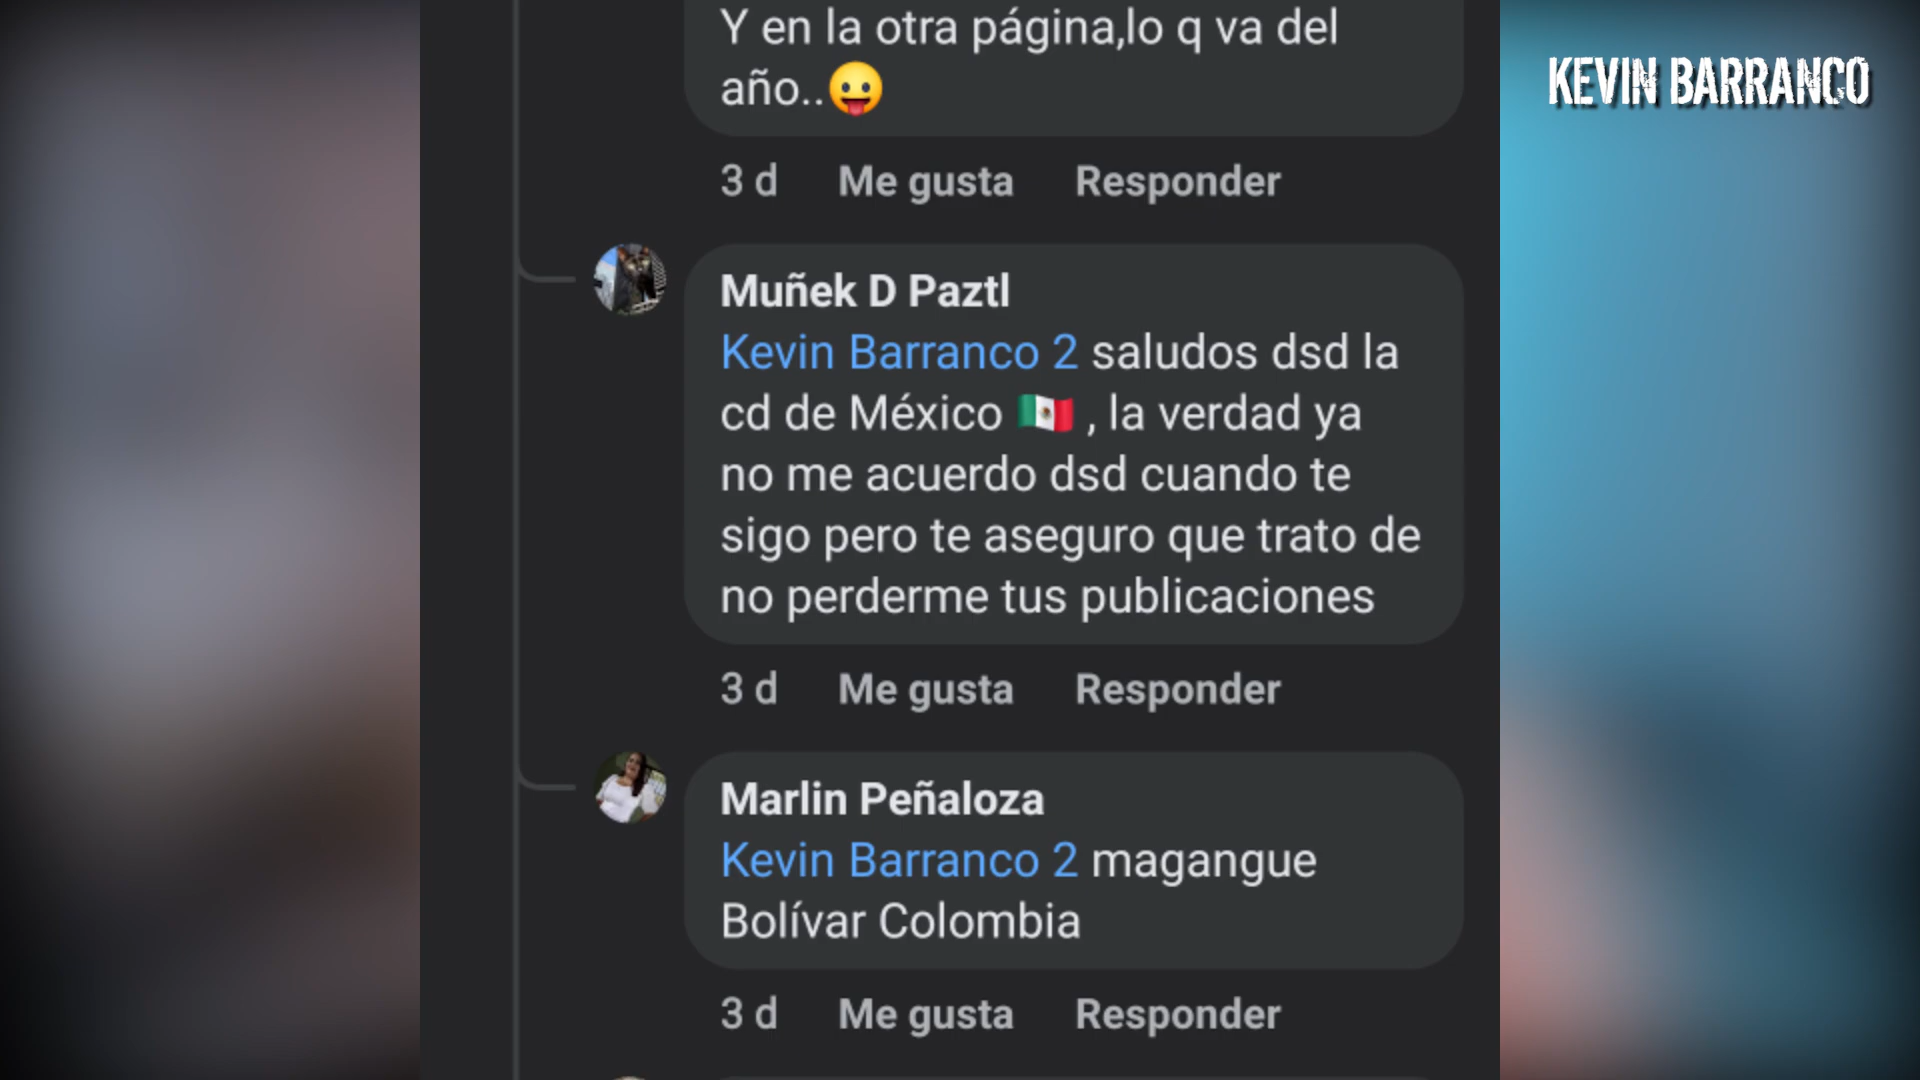 Y en la otra página,lo q va del
año..😛
KEVIN BARRANCO
3 d Me gusta Responder
Muñek D Paztl
Kevin Barranco 2 saludos dsd la
cd de México 🇲🇽 , la verdad ya
no me acuerdo dsd cuando te
sigo pero te aseguro que trato de
no perderme tus publicaciones
3 d Me gusta Responder
Marlin Peñaloza
Kevin Barranco 2 magangue
Bolívar Colombia
3 d Me gusta Responder